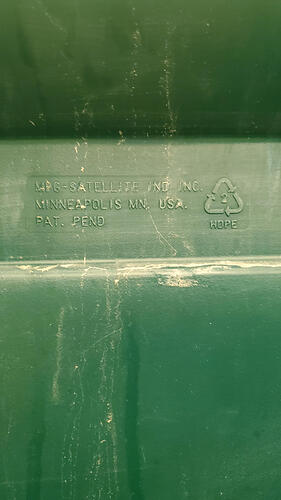 MPG-SATELLITE IND INC.
MINNEAPOLIS MN. USA.
PAT. PEND
2
HDPE